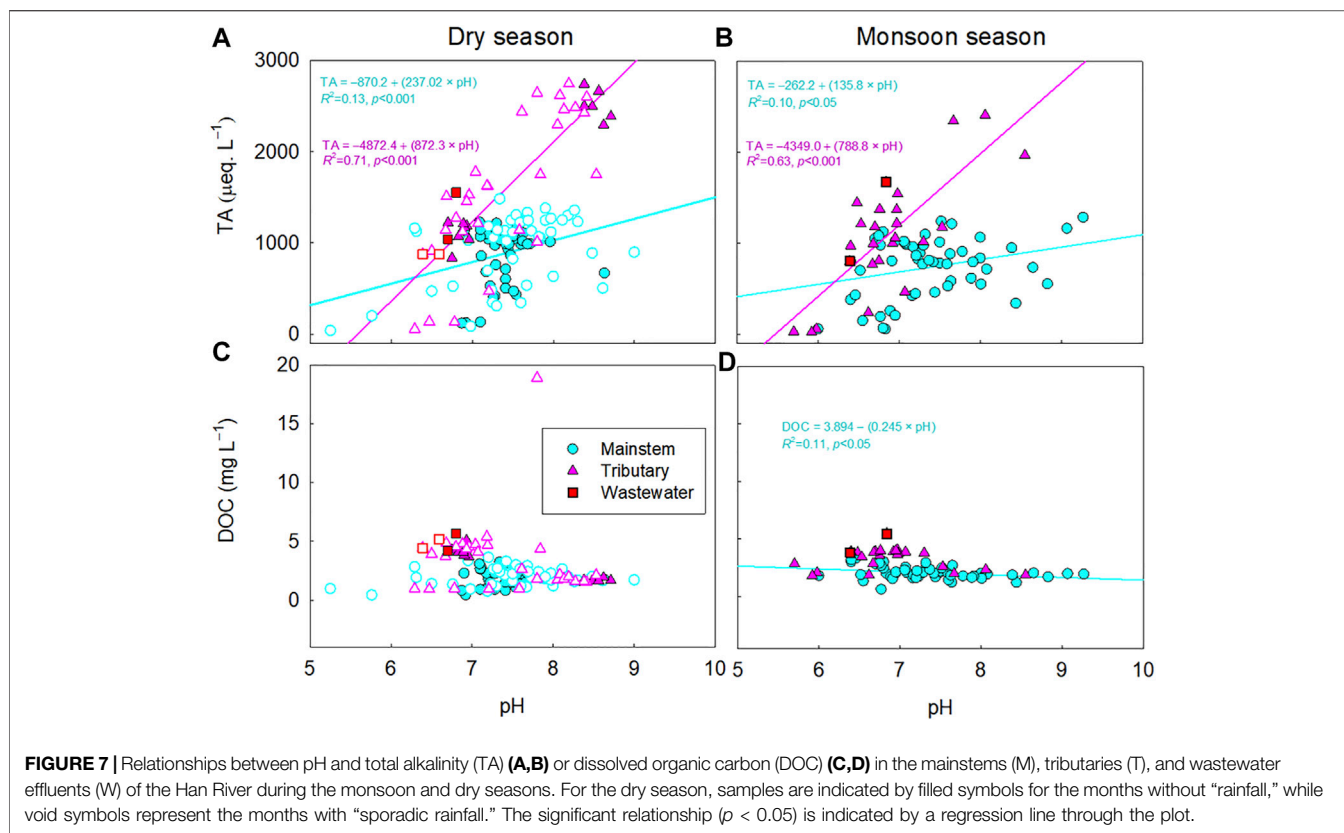 A
Dry season
B
Monsoon season
TA = −870.2 + (237.02 × pH)
R²=0.13, p<0.001
TA = −4872.4 + (872.3 × pH)
R²=0.71, p<0.001
TA = −262.2 + (135.8 × pH)
R²=0.10, p<0.05
TA = −4349.0 + (788.8 × pH)
R²=0.63, p<0.001
TA (µeq. L⁻¹)
3000
2000
1000
0
C
D
DOC = 3.894 − (0.245 × pH)
R²=0.11, p<0.05
Mainstem
Tributary
Wastewater
DOC (mg L⁻¹)
20
15
10
5
0
5 6 7 8 9 10
5 6 7 8 9 10
pH
pH
FIGURE 7 | Relationships between pH and total alkalinity (TA) (A,B) or dissolved organic carbon (DOC) (C,D) in the mainstems (M), tributaries (T), and wastewater
effluents (W) of the Han River during the monsoon and dry seasons. For the dry season, samples are indicated by filled symbols for the months without “rainfall,” while
void symbols represent the months with “sporadic rainfall.” The significant relationship (p < 0.05) is indicated by a regression line through the plot.